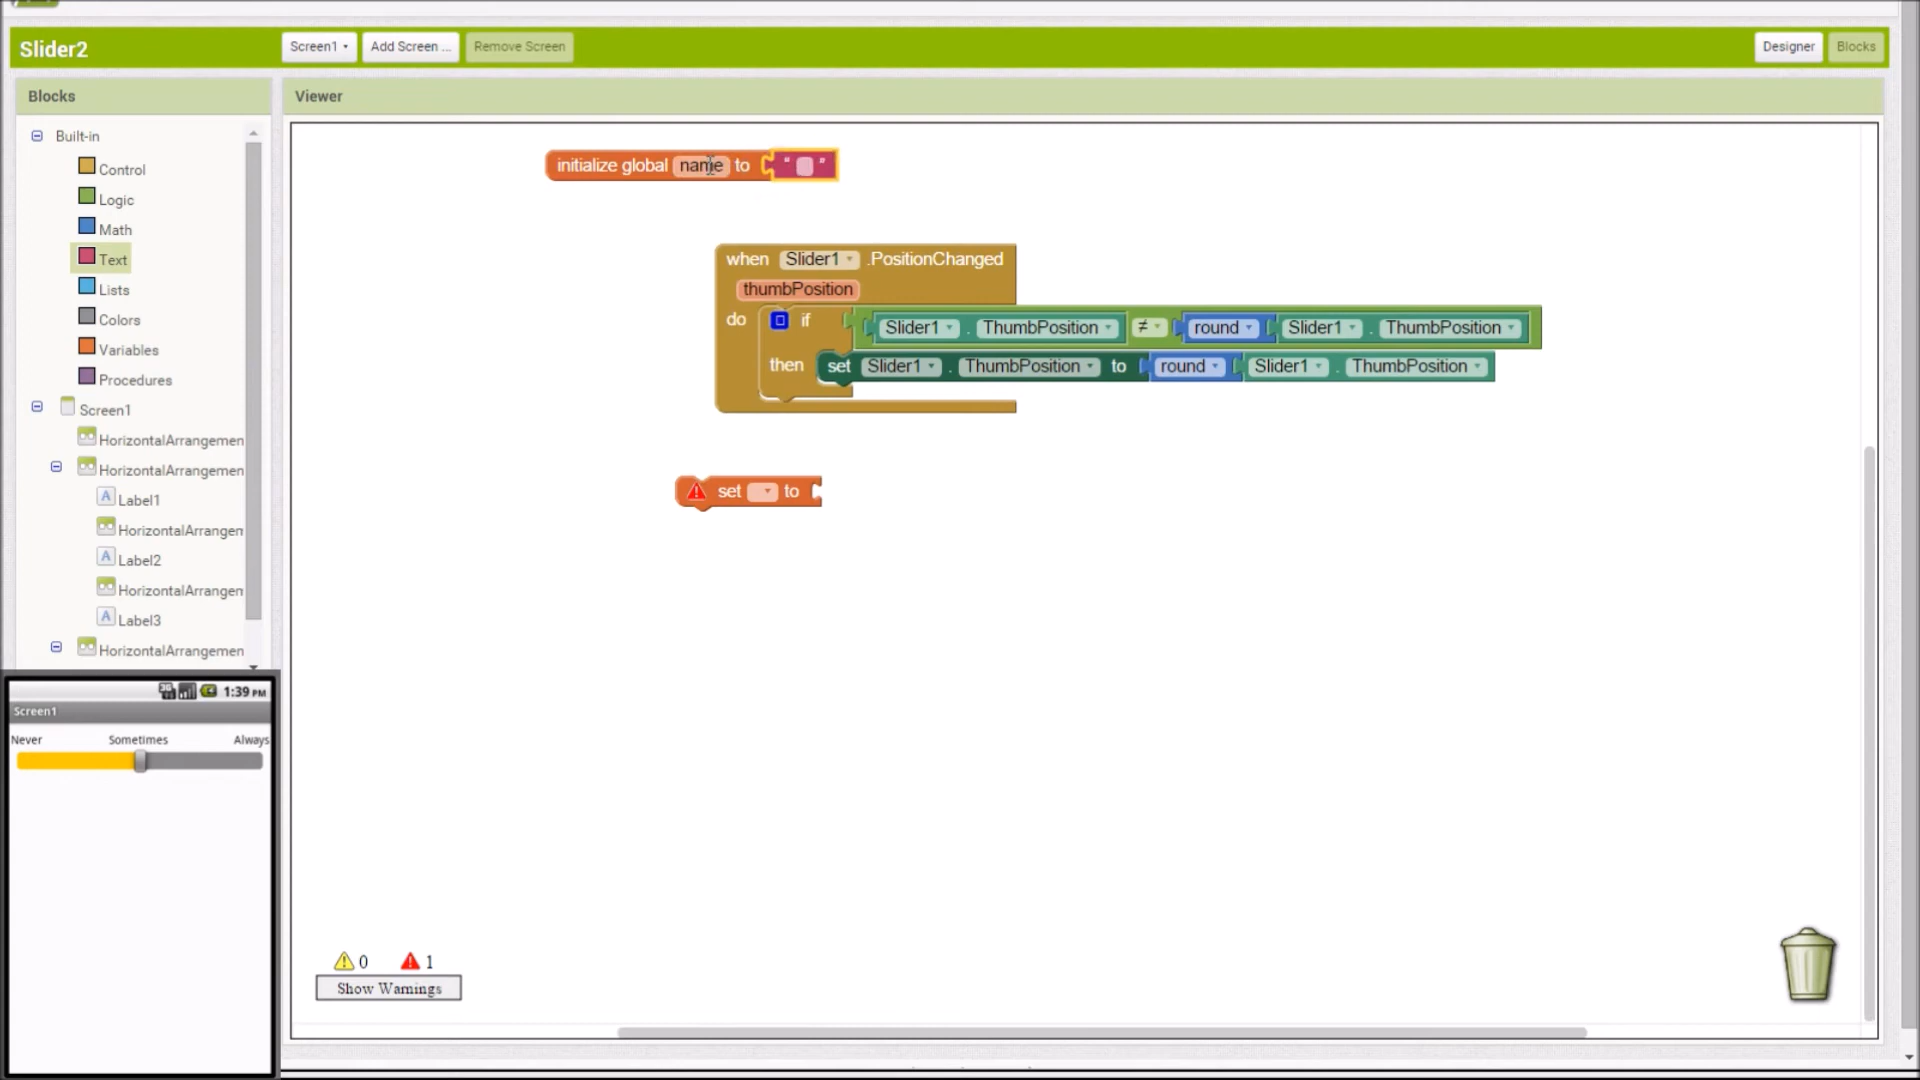 Slider2
Screen1
Add Screen ...
Remove Screen
Designer
Blocks
Blocks
Viewer
Built-in
Control
Logic
Math
Text
Lists
Colors
Variables
Procedures
Screen1
HorizontalArrangemen
HorizontalArrangemen
Label1
HorizontalArrangen
Label2
HorizontalArrangen
Label3
HorizontalArrangemen
initialize global name to " "
when Slider1 .PositionChanged
thumbPosition
do if Slider1 . ThumbPosition ≠ round Slider1 . ThumbPosition
then set Slider1 . ThumbPosition to round Slider1 . ThumbPosition
set to
0 1
Show Warnings
1:39 PM
Screen1
Never Sometimes Always